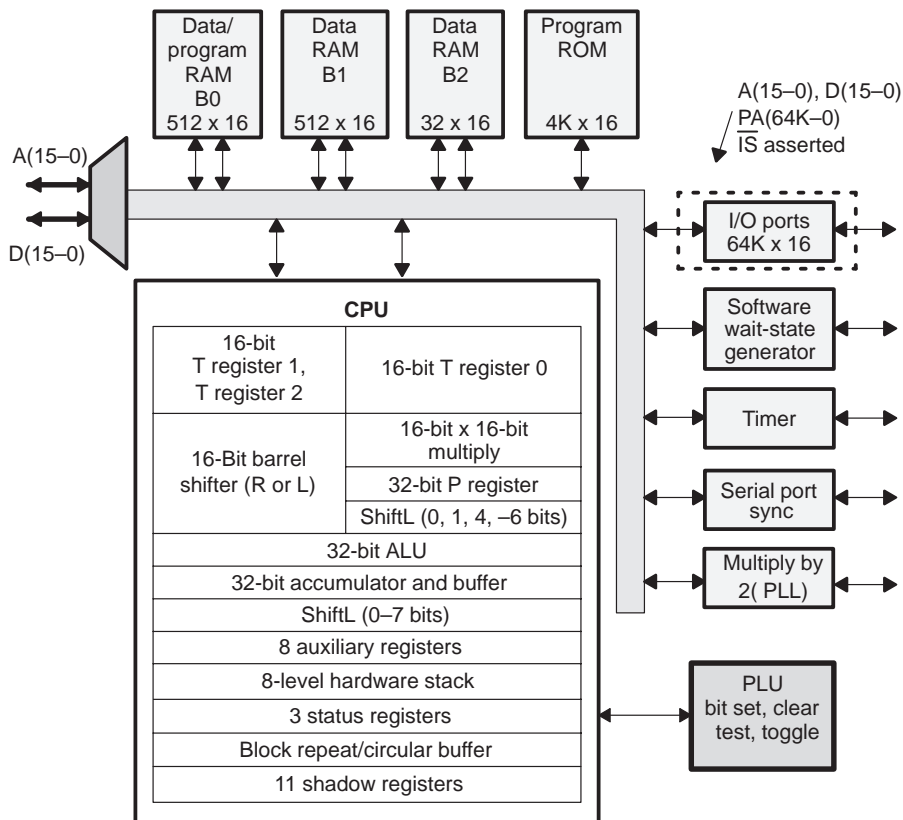 Data/
program
RAM
B0
512 x 16
Data
RAM
B1
512 x 16
Data
RAM
B2
32 x 16
Program
ROM
4K x 16
A(15–0), D(15–0)
PA(64K–0)
IS asserted
A(15–0)
D(15–0)
I/O ports
64K x 16
Software
wait-state
generator
Timer
Serial port
sync
Multiply by
2( PLL)
CPU
16-bit
T register 1,
T register 2
16-bit T register 0
16-Bit barrel
shifter (R or L)
16-bit x 16-bit
multiply
32-bit P register
ShiftL (0, 1, 4, –6 bits)
32-bit ALU
32-bit accumulator and buffer
ShiftL (0–7 bits)
8 auxiliary registers
8-level hardware stack
3 status registers
Block repeat/circular buffer
11 shadow registers
PLU
bit set, clear
test, toggle